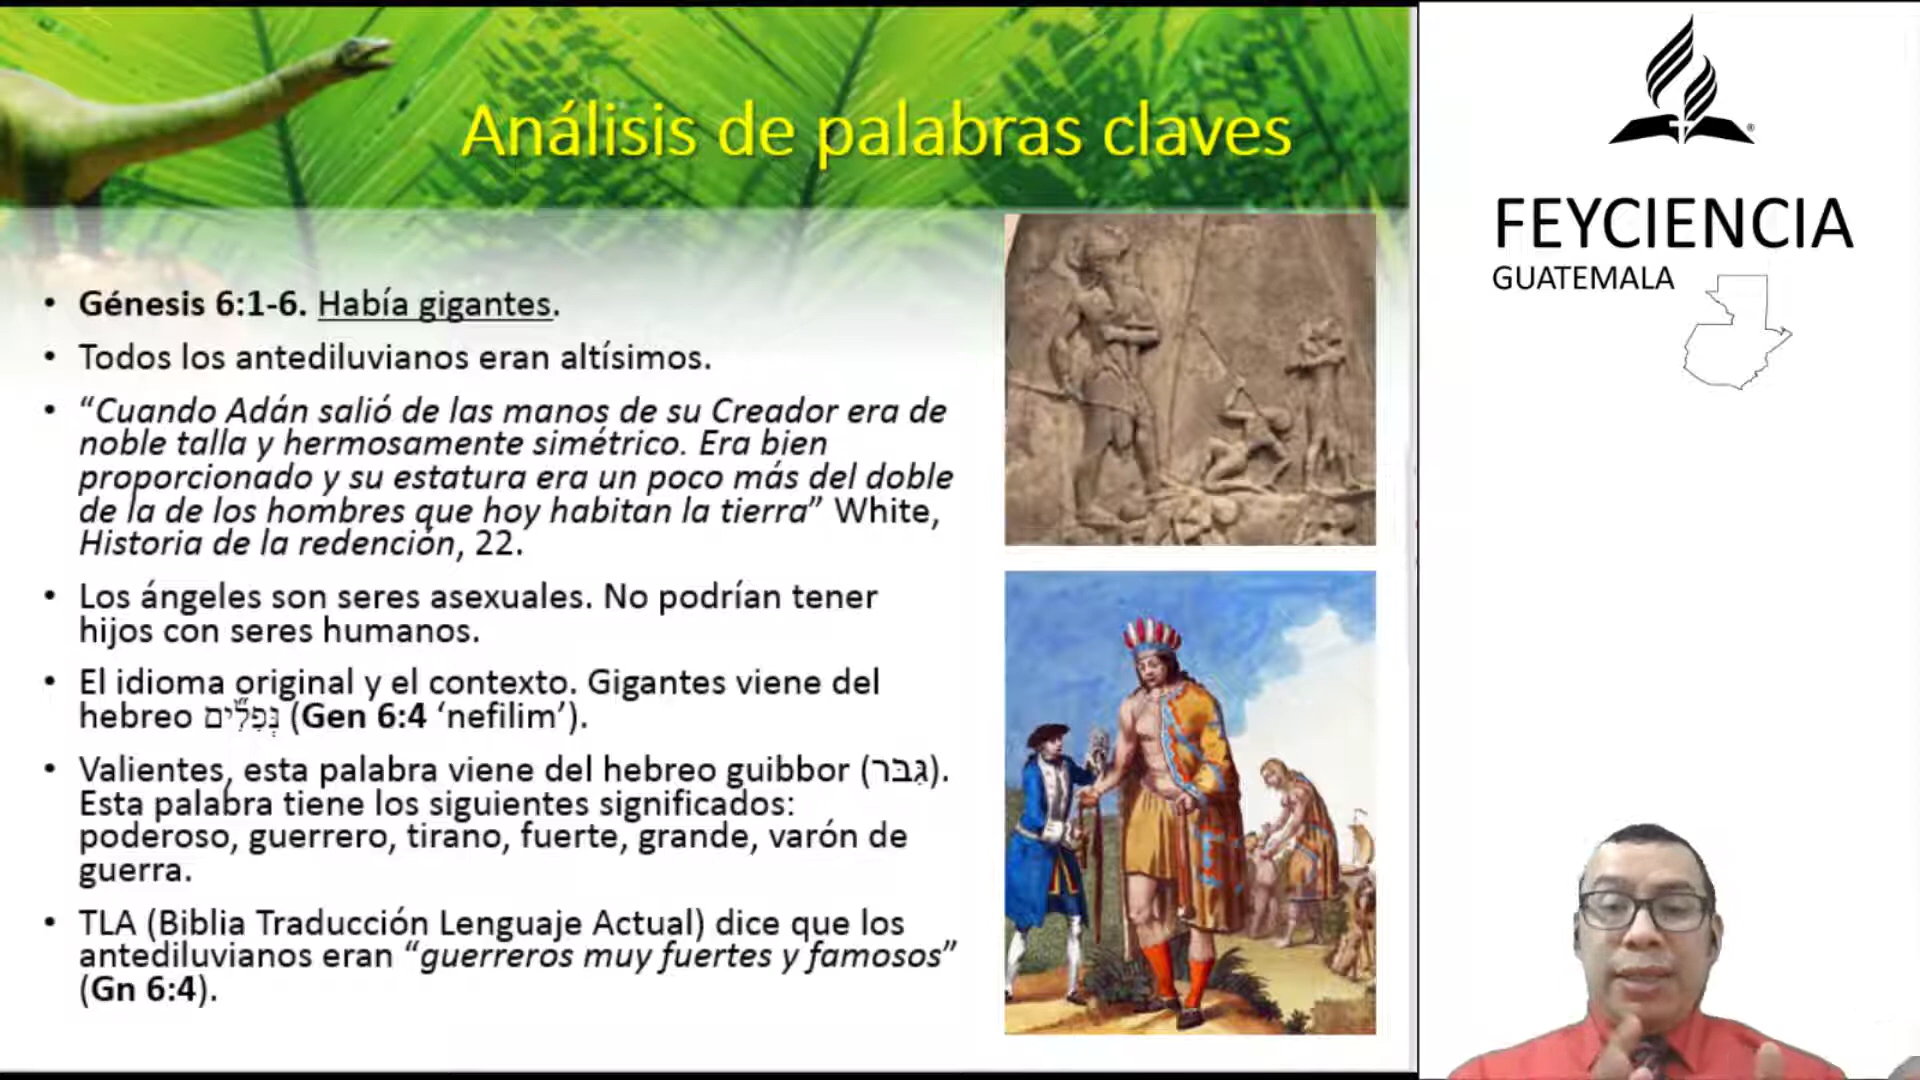 Análisis de palabras claves
• Génesis 6:1-6. Había gigantes.
• Todos los antediluvianos eran altísimos.
• “Cuando Adán salió de las manos de su Creador era de
noble talla y hermosamente simétrico. Era bien
proporcionado y su estatura era un poco más del doble
de la de los hombres que hoy habitan la tierra” White,
Historia de la redención, 22.
• Los ángeles son seres asexuales. No podrían tener
hijos con seres humanos.
• El idioma original y el contexto. Gigantes viene del
hebreo נְּפִלִ֞ים (Gen 6:4 ‘nefilim’).
• Valientes, esta palabra viene del hebreo guibbor (גִּבֹּר).
Esta palabra tiene los siguientes significados:
poderoso, guerrero, tirano, fuerte, grande, varón de
guerra.
• TLA (Biblia Traducción Lenguaje Actual) dice que los
antediluvianos eran “guerreros muy fuertes y famosos”
(Gn 6:4).
®
FEYCIENCIA
GUATEMALA